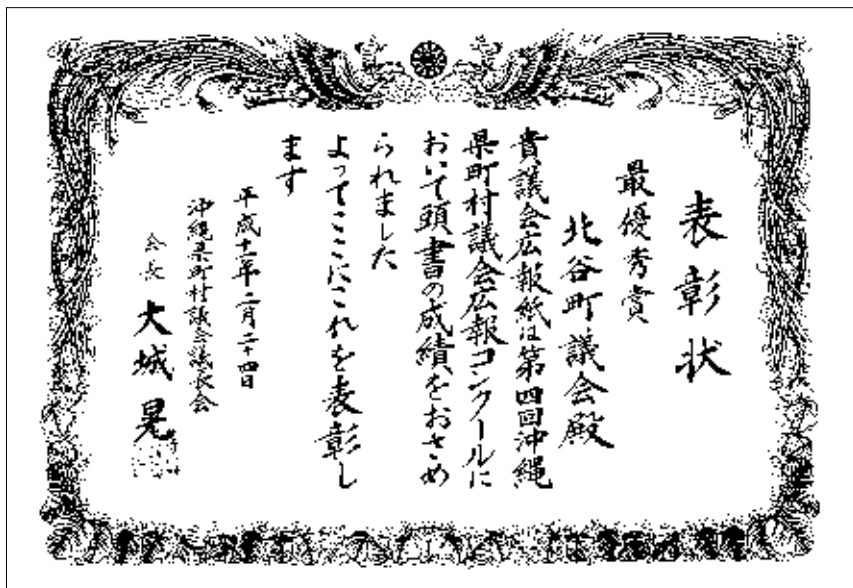 表彰状
最優秀賞
北谷町議会殿
貴議会広報紙は第四回沖縄
県町村議会広報コンクールに
おいて頭書の成績をおさめ
られました
よってここにこれを表彰し
ます
平成十一年二月二十四日
沖縄県町村議会議長会
会長 大城晃